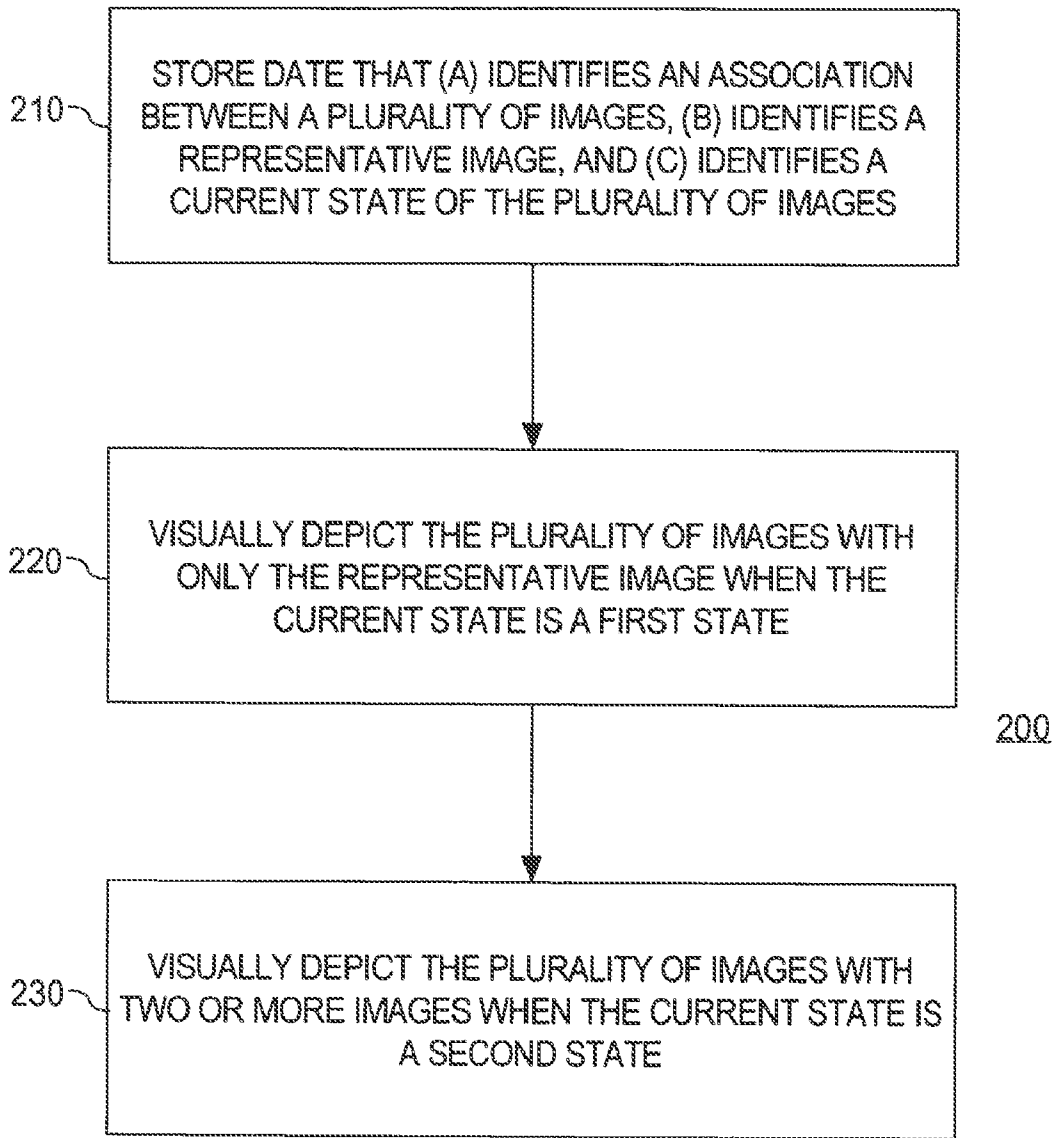 210
STORE DATE THAT (A) IDENTIFIES AN ASSOCIATION
BETWEEN A PLURALITY OF IMAGES, (B) IDENTIFIES A
REPRESENTATIVE IMAGE, AND (C) IDENTIFIES A
CURRENT STATE OF THE PLURALITY OF IMAGES
220
VISUALLY DEPICT THE PLURALITY OF IMAGES WITH
ONLY THE REPRESENTATIVE IMAGE WHEN THE
CURRENT STATE IS A FIRST STATE
200
230
VISUALLY DEPICT THE PLURALITY OF IMAGES WITH
TWO OR MORE IMAGES WHEN THE CURRENT STATE IS
A SECOND STATE